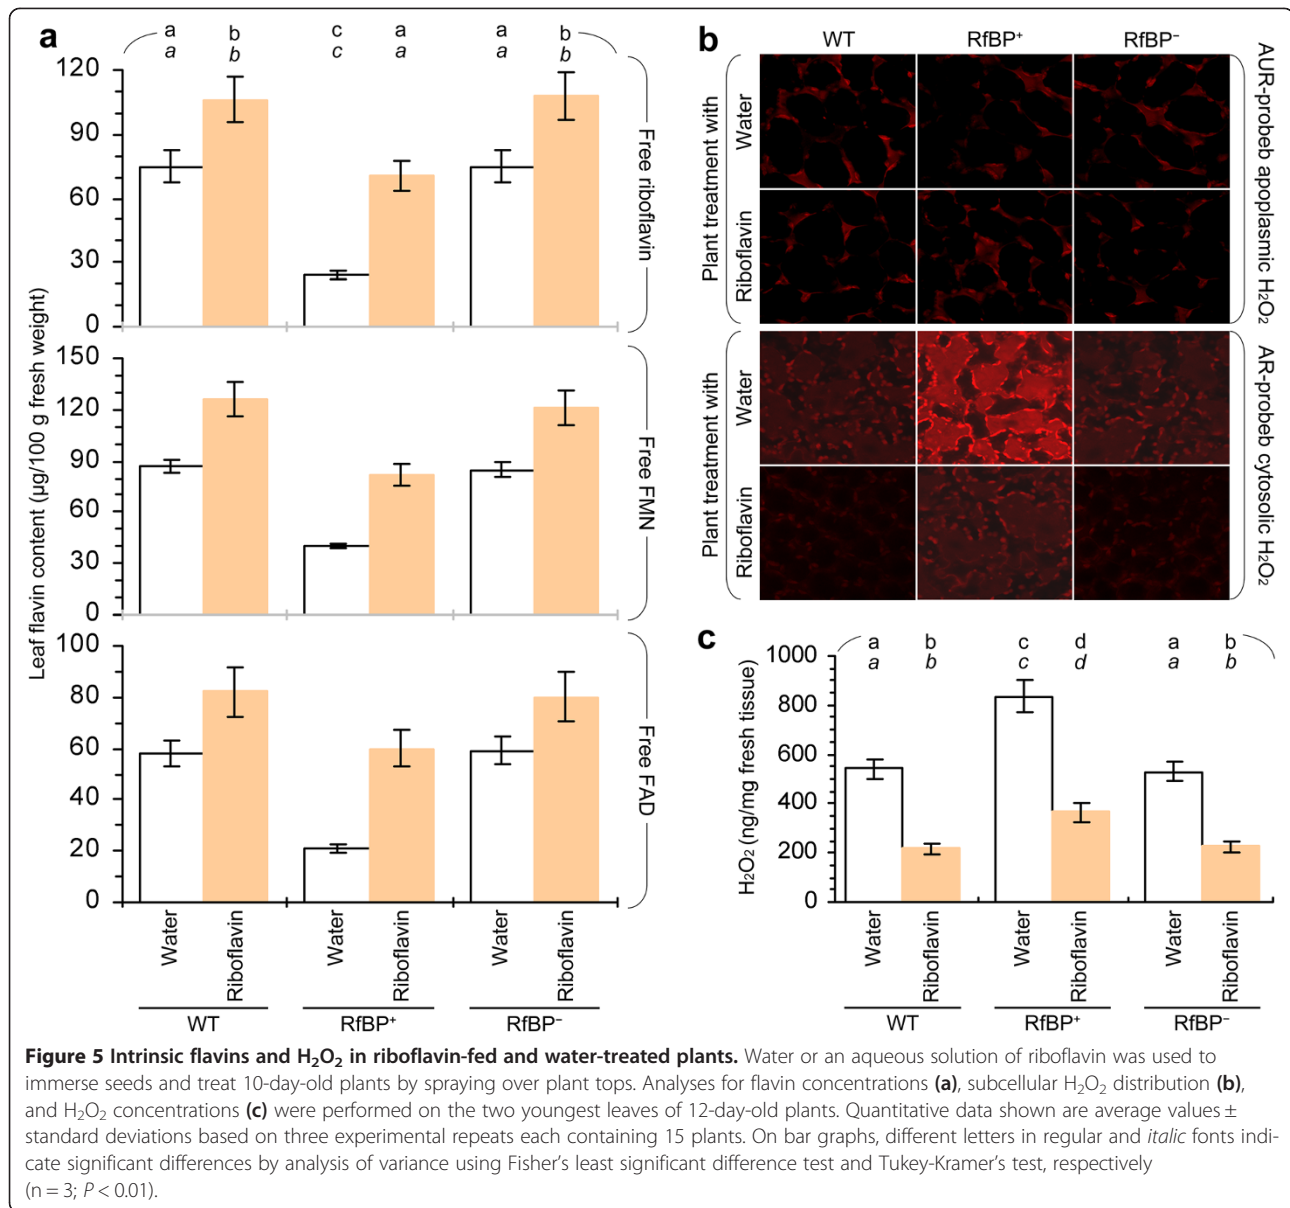 a
a b c a a b
a b c a a b
Leaf flavin content (µg/100 g fresh weight)
120
90
60
30
0
Free riboflavin
150
120
90
60
30
0
Free FMN
100
80
60
40
20
0
Free FAD
Water Riboflavin Water Riboflavin Water Riboflavin
WT RfBP⁺ RfBP⁻
b
WT RfBP⁺ RfBP⁻
Plant treatment with
Water
Riboflavin
AUR-probeb apoplasmic H₂O₂
Plant treatment with
Water
Riboflavin
AR-probeb cytosolic H₂O₂
c
a b c d a b
a b c d a b
H₂O₂ (ng/mg fresh tissue)
1000
800
600
400
200
0
Water Riboflavin Water Riboflavin Water Riboflavin
WT RfBP⁺ RfBP⁻
Figure 5 Intrinsic flavins and H₂O₂ in riboflavin-fed and water-treated plants. Water or an aqueous solution of riboflavin was used to
immerse seeds and treat 10-day-old plants by spraying over plant tops. Analyses for flavin concentrations (a), subcellular H₂O₂ distribution (b),
and H₂O₂ concentrations (c) were performed on the two youngest leaves of 12-day-old plants. Quantitative data shown are average values ±
standard deviations based on three experimental repeats each containing 15 plants. On bar graphs, different letters in regular and italic fonts indi-
cate significant differences by analysis of variance using Fisher's least significant difference test and Tukey-Kramer's test, respectively
(n = 3; P < 0.01).